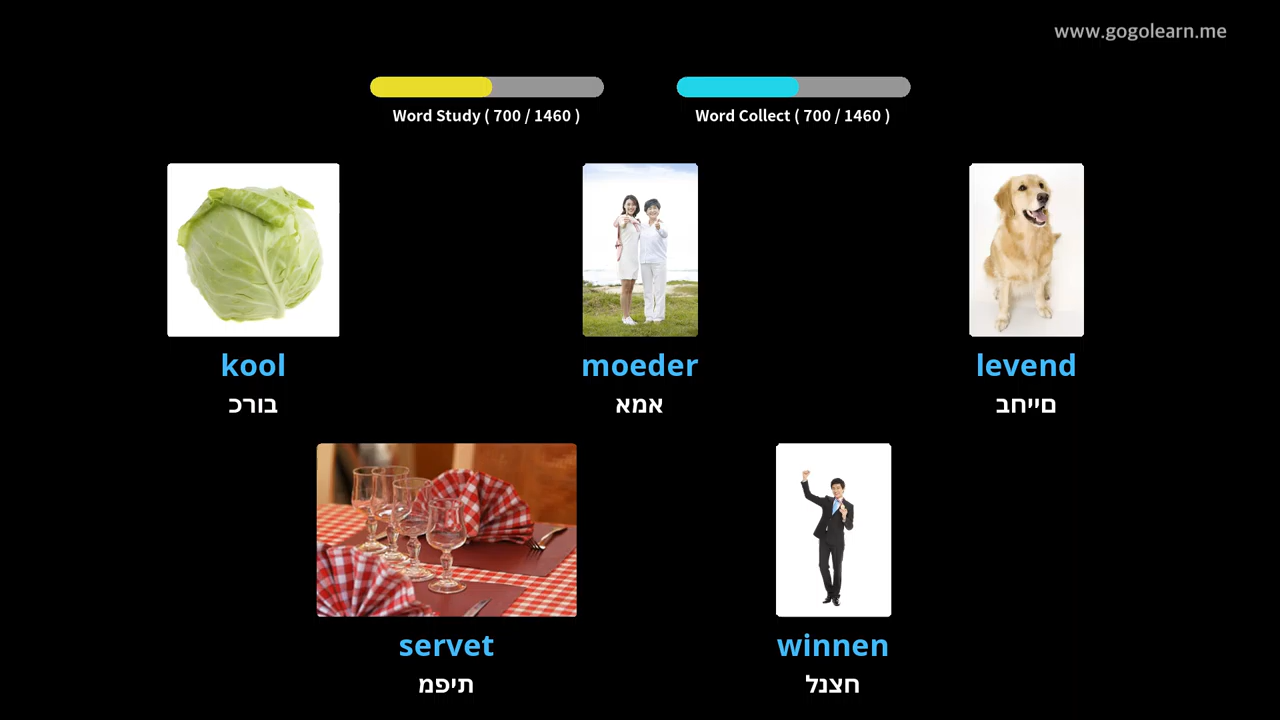 www.gogolearn.me
Word Study ( 700 / 1460 )
Word Collect ( 700 / 1460 )
kool
בורכ
moeder
אמא
levend
םייחב
servet
תיפמ
winnen
חצנל